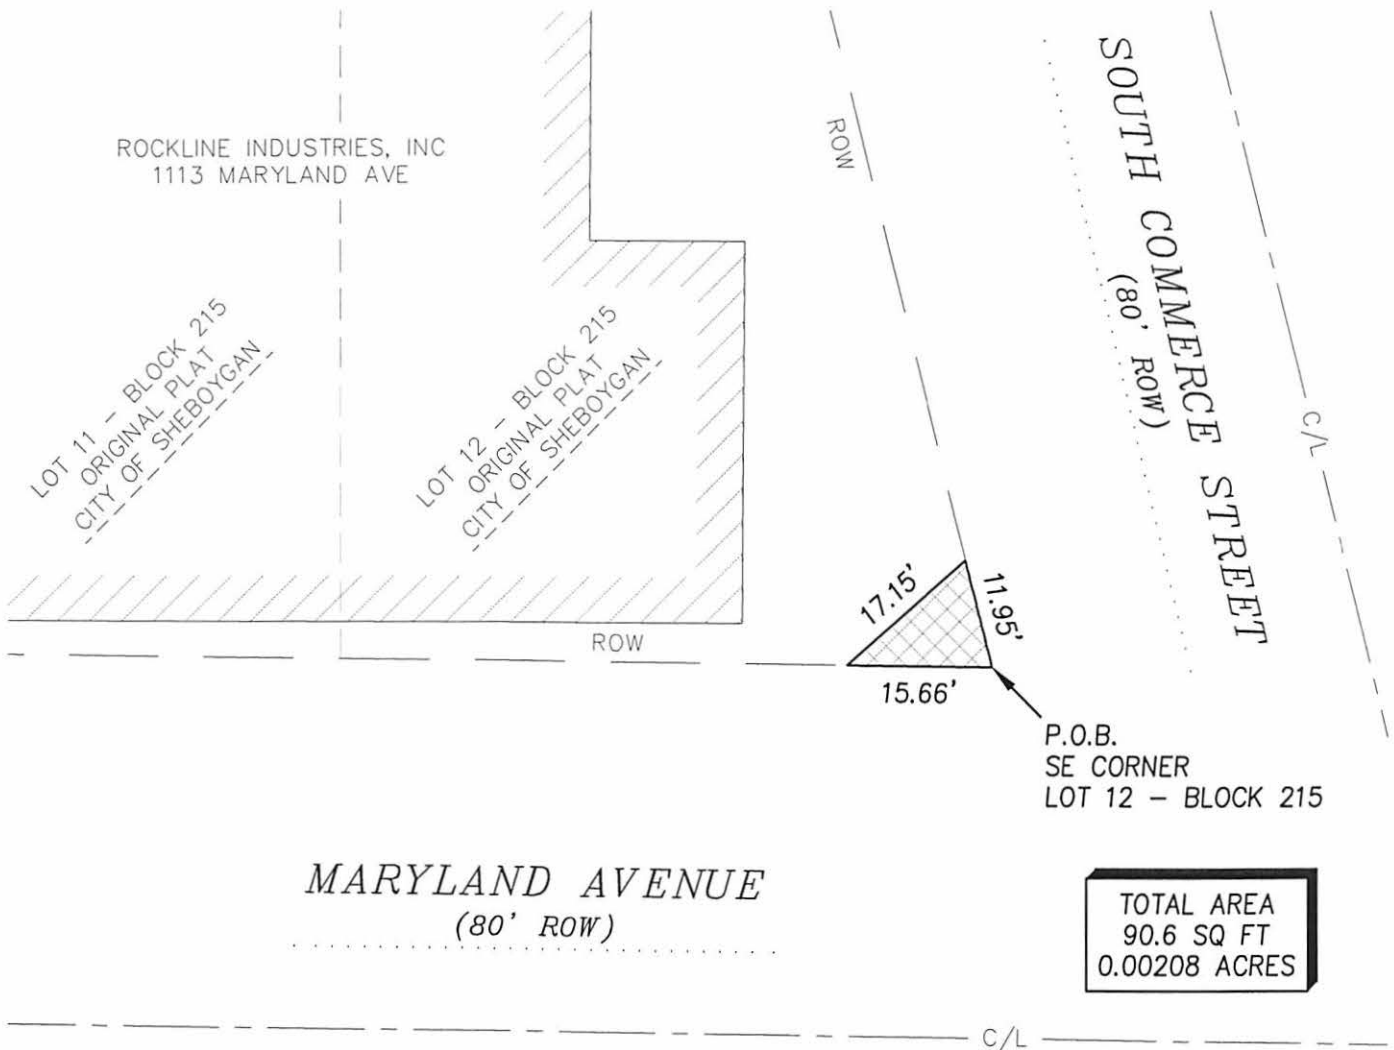 ROCKLINE INDUSTRIES, INC
1113 MARYLAND AVE
ROW
SOUTH COMMERCE STREET
(80' ROW)
C/L
LOT 11 - BLOCK 215
ORIGINAL PLAT
CITY OF SHEBOYGAN
LOT 12 - BLOCK 215
ORIGINAL PLAT
CITY OF SHEBOYGAN
17.15'
11.95'
ROW
15.66'
P.O.B.
SE CORNER
LOT 12 - BLOCK 215
MARYLAND AVENUE
(80' ROW)
TOTAL AREA
90.6 SQ FT
0.00208 ACRES
C/L